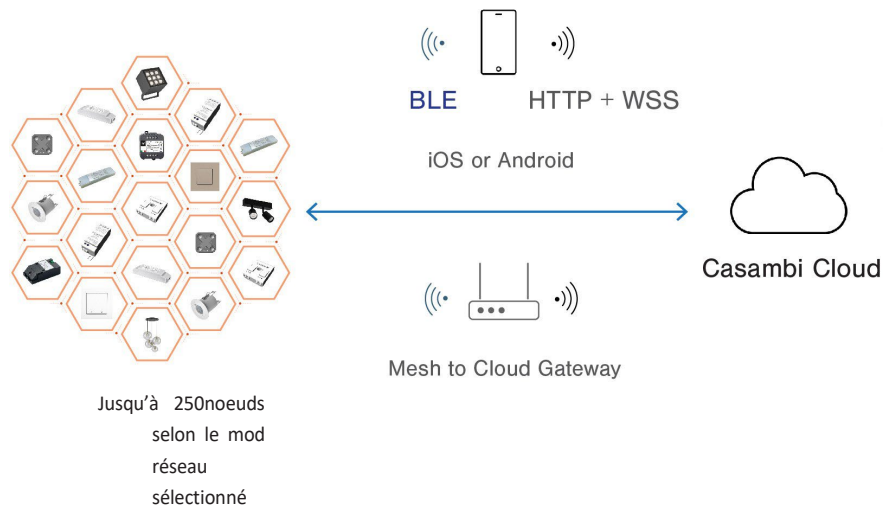 BLE
HTTP + WSS
iOS or Android
Casambi Cloud
Mesh to Cloud Gateway
Jusqu’à 250noeuds
selon le mod
réseau
sélectionné